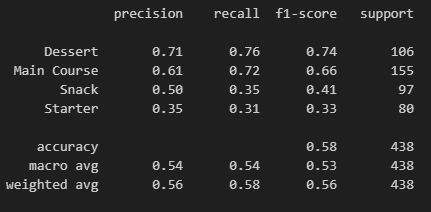 precision recall f1-score support
Dessert 0.71 0.76 0.74 106
Main Course 0.61 0.72 0.66 155
Snack 0.50 0.35 0.41 97
Starter 0.35 0.31 0.33 80
accuracy 0.58 438
macro avg 0.54 0.54 0.53 438
weighted avg 0.56 0.58 0.56 438